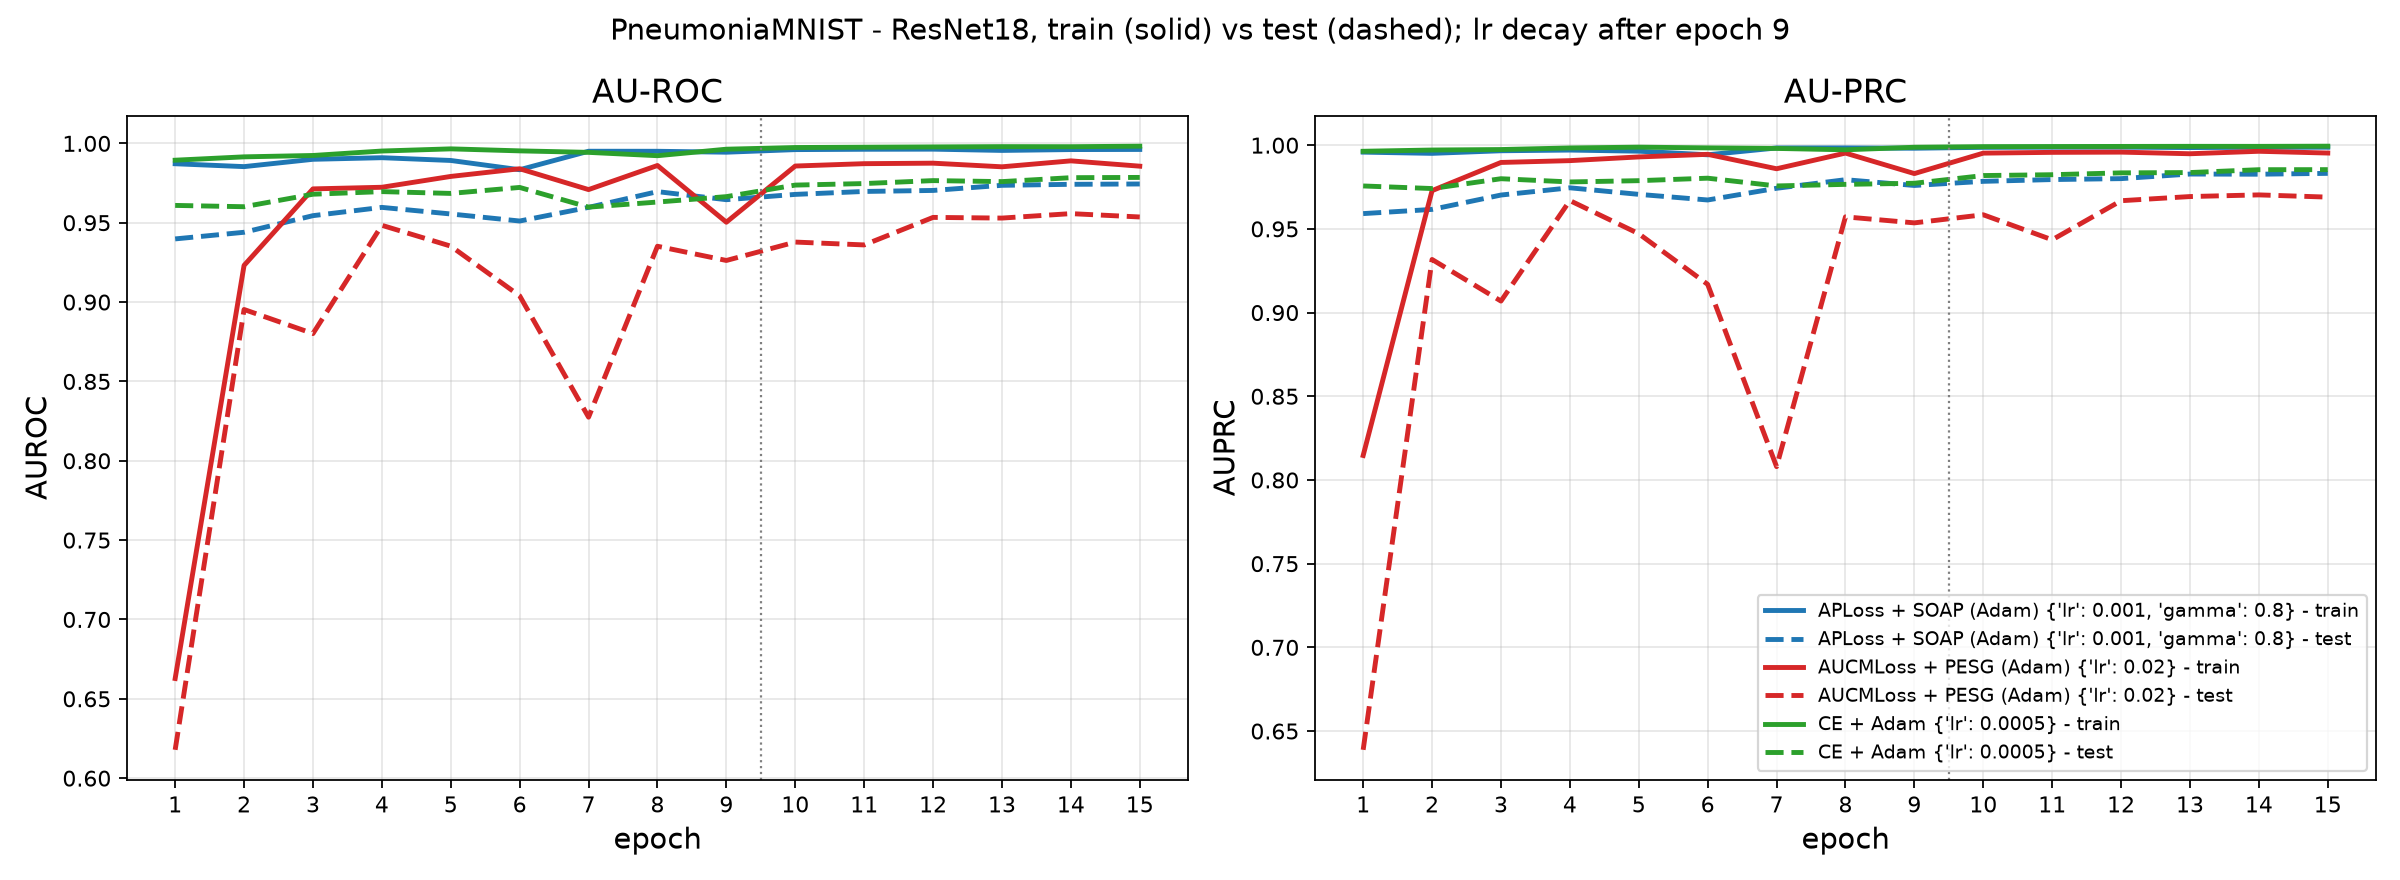 PneumoniaMNIST - ResNet18, train (solid) vs test (dashed); lr decay after epoch 9
AU-ROC
AUROC
1.00
0.95
0.90
0.85
0.80
0.75
0.70
0.65
0.60
1 2 3 4 5 6 7 8 9 10 11 12 13 14 15
epoch
AU-PRC
AUPRC
1.00
0.95
0.90
0.85
0.80
0.75
0.70
0.65
APLoss + SOAP (Adam) {'lr': 0.001, 'gamma': 0.8} - train
APLoss + SOAP (Adam) {'lr': 0.001, 'gamma': 0.8} - test
AUCMLoss + PESG (Adam) {'lr': 0.02} - train
AUCMLoss + PESG (Adam) {'lr': 0.02} - test
CE + Adam {'lr': 0.0005} - train
CE + Adam {'lr': 0.0005} - test
1 2 3 4 5 6 7 8 9 10 11 12 13 14 15
epoch